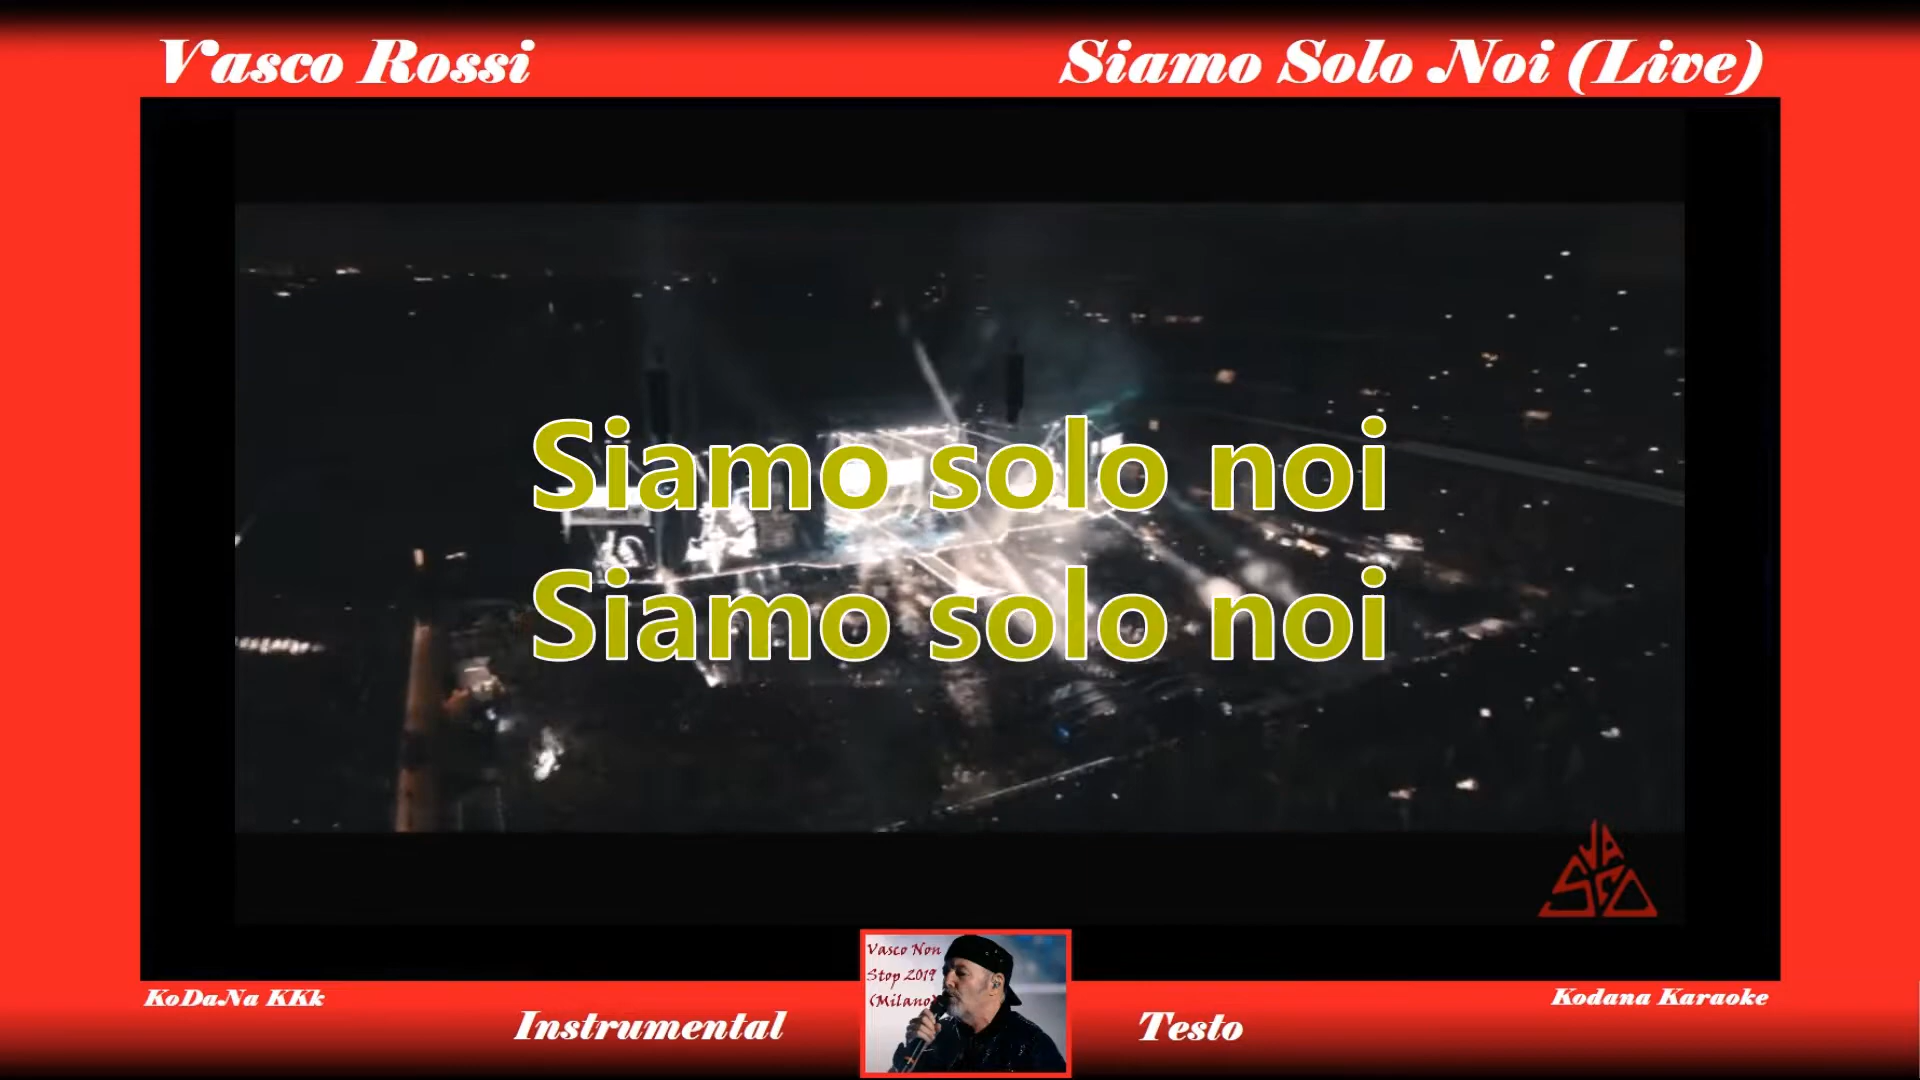 Vasco Rossi
Siamo Solo Noi (Live)
Siamo solo noi
Siamo solo noi
VASCO
Vasco Non
Stop 2019
(Milano)
KoDaNa KKk
Kodana Karaoke
Instrumental
Testo